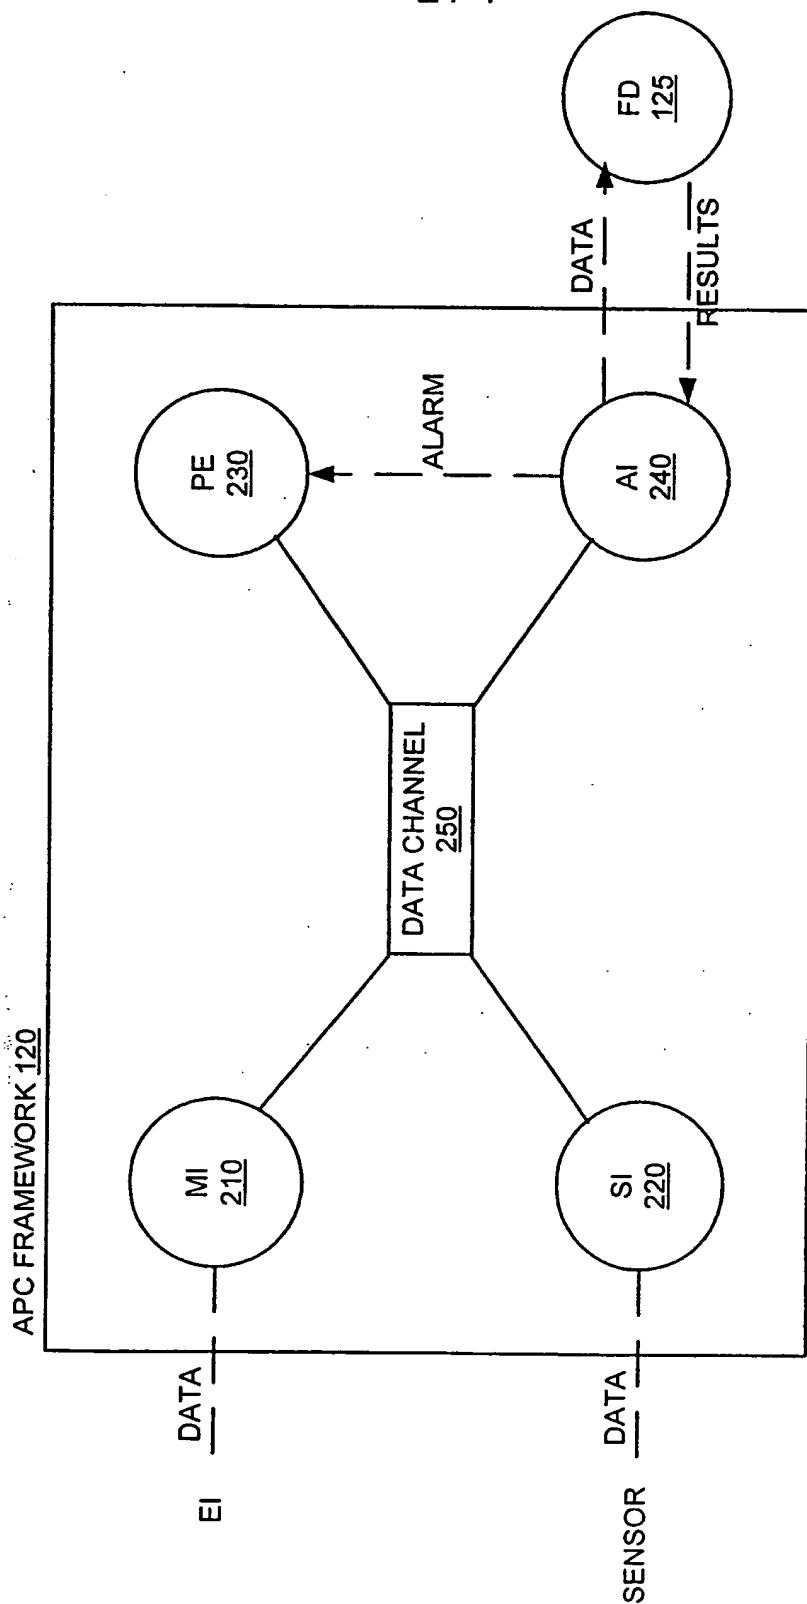 APC FRAMEWORK 120
EI
DATA
MI
210
PE
230
DATA CHANNEL
250
ALARM
SENSOR
DATA
SI
220
AI
240
DATA
RESULTS
FD
125